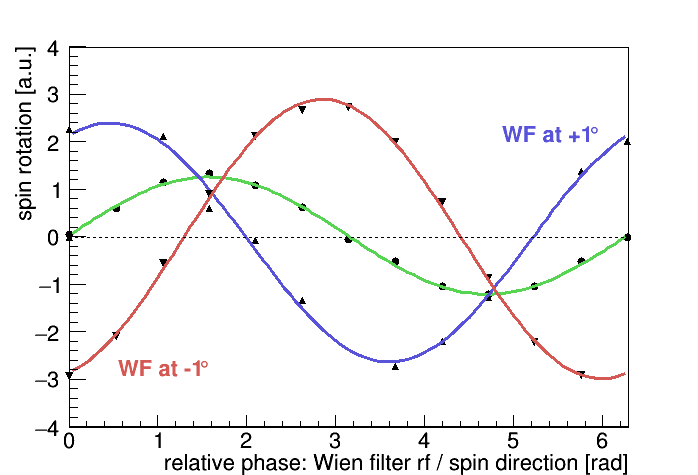 spin rotation [a.u.]
4
3
2
1
0
−1
−2
−3
−4
WF at +1°
WF at -1°
0 1 2 3 4 5 6
relative phase: Wien filter rf / spin direction [rad]